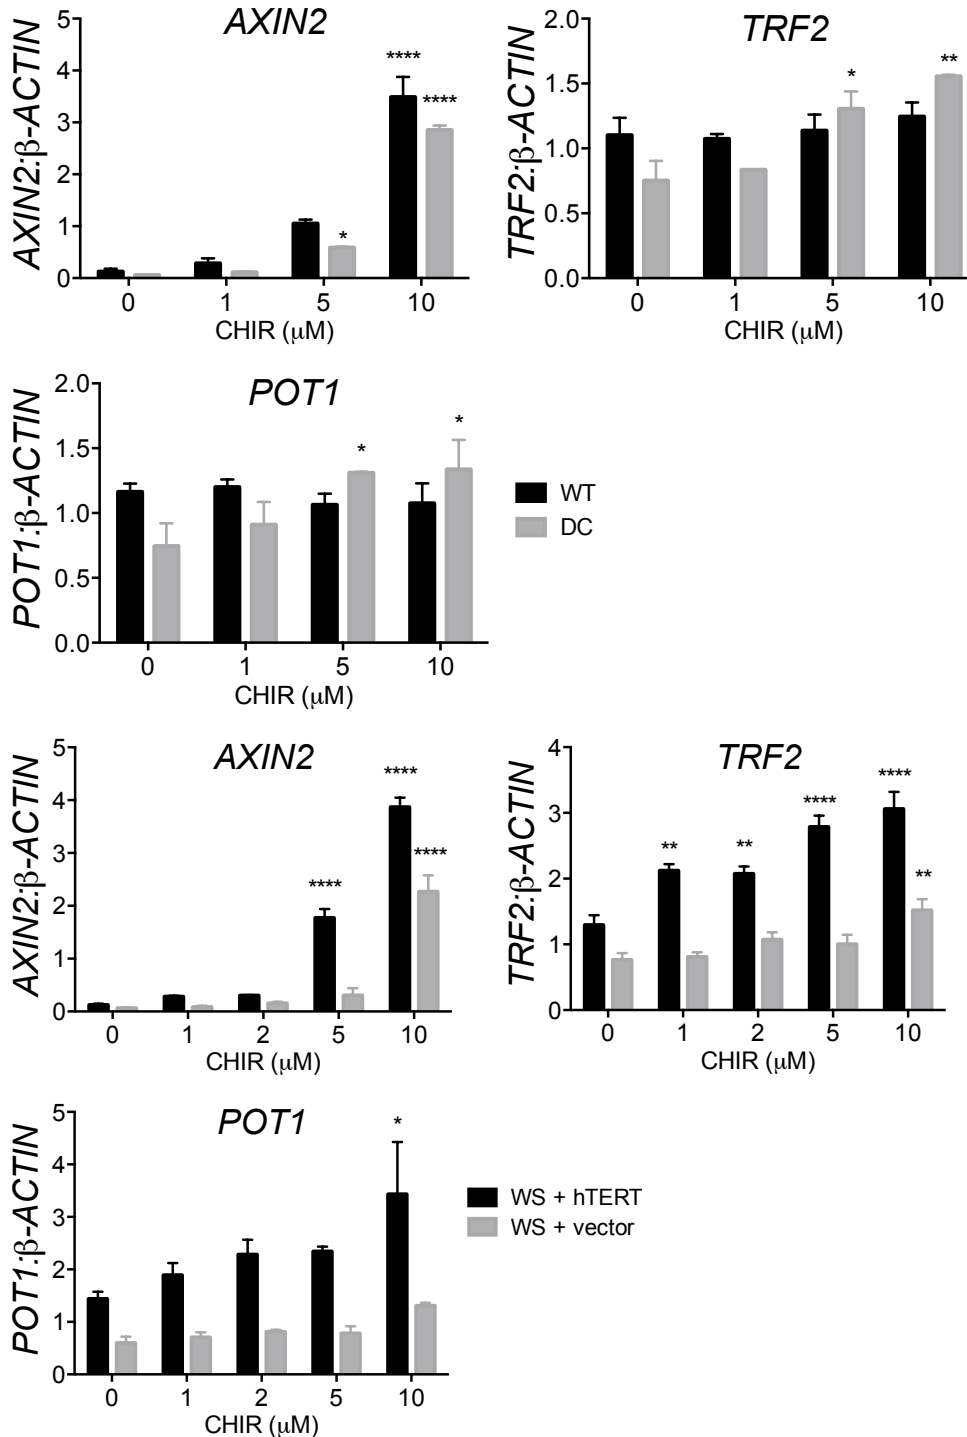 AXIN2
AXIN2:β-ACTIN
5
4
3
2
1
0
****
****
*
0 1 5 10
CHIR (μM)
TRF2
TRF2:β-ACTIN
2.0
1.5
1.0
0.5
0.0
*
**
0 1 5 10
CHIR (μM)
POT1
POT1:β-ACTIN
2.0
1.5
1.0
0.5
0.0
*
*
0 1 5 10
CHIR (μM)
WT
DC
AXIN2
AXIN2:β-ACTIN
5
4
3
2
1
0
****
****
****
0 1 2 5 10
CHIR (μM)
TRF2
TRF2:β-ACTIN
4
3
2
1
0
**
**
****
****
**
0 1 2 5 10
CHIR (μM)
POT1
POT1:β-ACTIN
5
4
3
2
1
0
*
0 1 2 5 10
CHIR (μM)
WS + hTERT
WS + vector